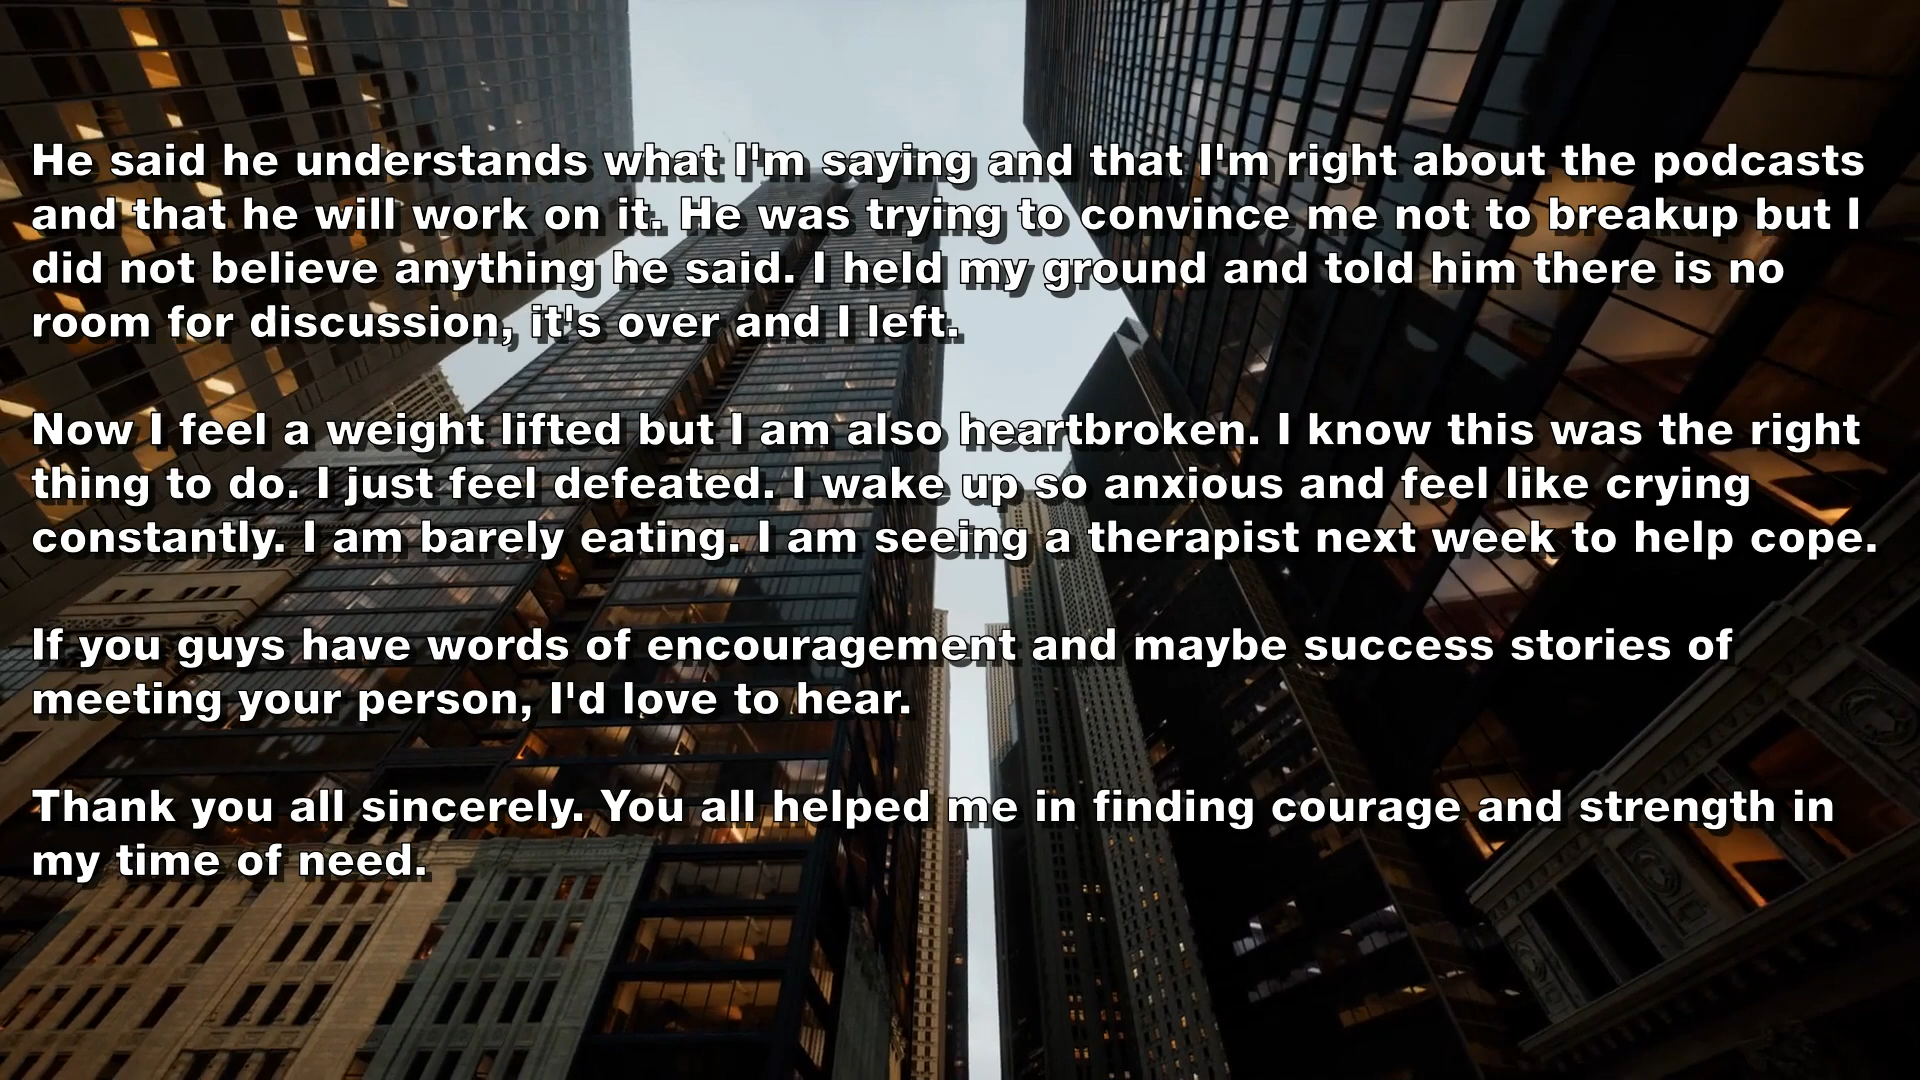 He said he understands what I'm saying and that I'm right about the podcasts
and that he will work on it. He was trying to convince me not to breakup but I
did not believe anything he said. I held my ground and told him there is no
room for discussion, it's over and I left.
Now I feel a weight lifted but I am also heartbroken. I know this was the right
thing to do. I just feel defeated. I wake up so anxious and feel like crying
constantly. I am barely eating. I am seeing a therapist next week to help cope.
If you guys have words of encouragement and maybe success stories of
meeting your person, I'd love to hear.
Thank you all sincerely. You all helped me in finding courage and strength in
my time of need.